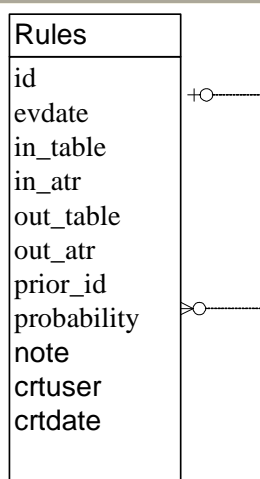 Rules
id
evdate
in_table
in_atr
out_table
out_atr
prior_id
probability
note
crtuser
crtdate